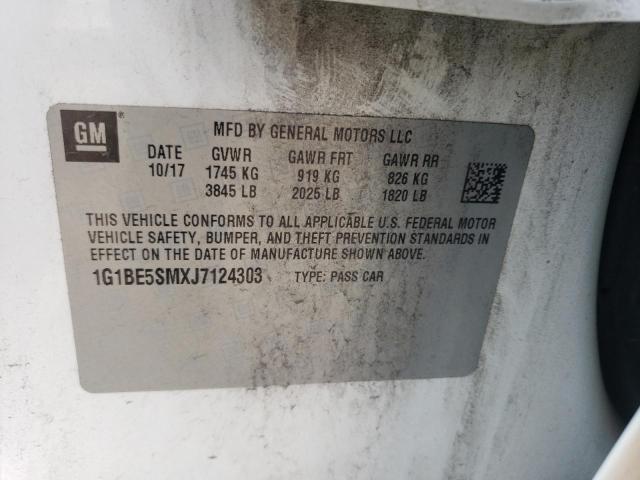 GM ®
MFD BY GENERAL MOTORS LLC
DATE GVWR GAWR FRT GAWR RR
10/17 1745 KG 919 KG 826 KG
3845 LB 2025 LB 1820 LB
THIS VEHICLE CONFORMS TO ALL APPLICABLE U.S. FEDERAL MOTOR
VEHICLE SAFETY, BUMPER, AND THEFT PREVENTION STANDARDS IN
EFFECT ON THE DATE OF MANUFACTURE SHOWN ABOVE.
1G1BE5SMXJ7124303 TYPE: PASS CAR